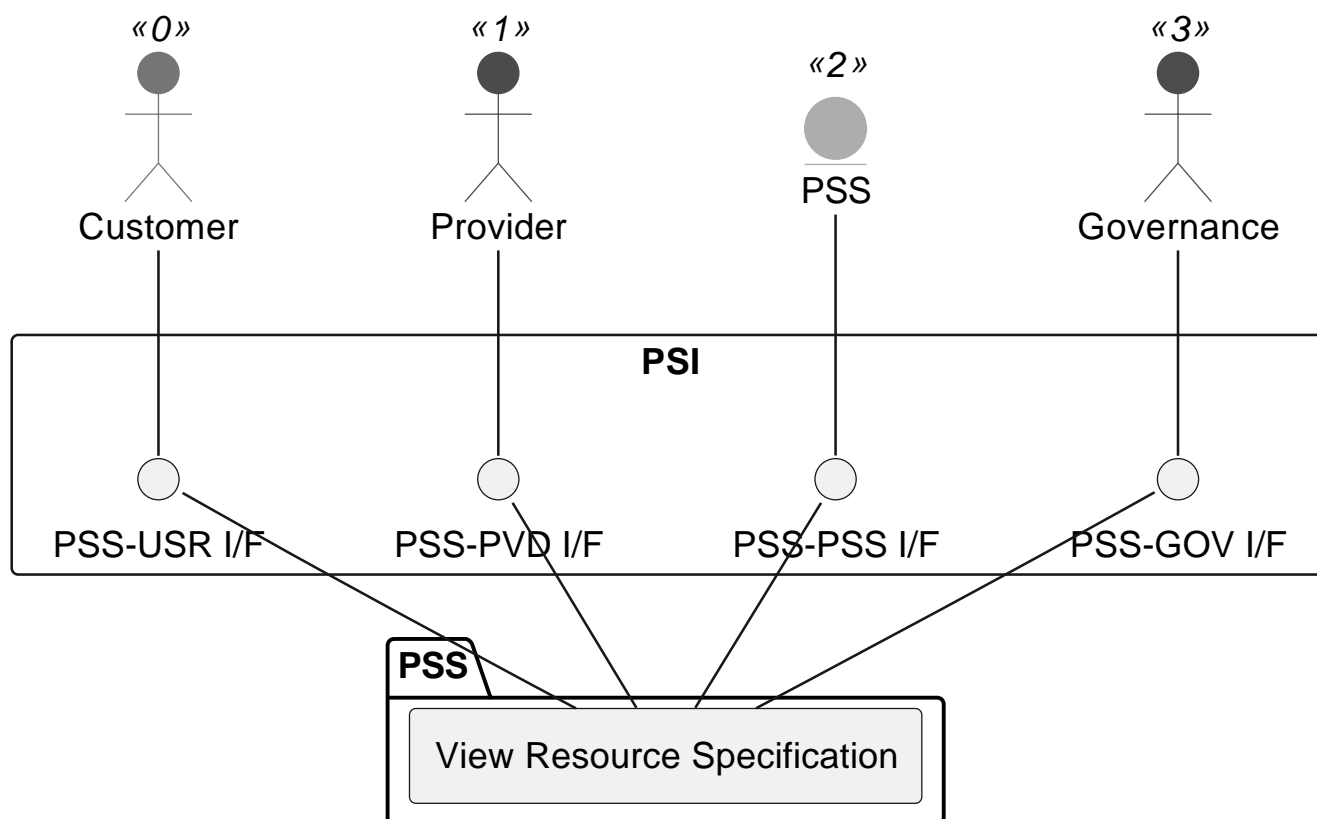 «0»
«1»
«2»
«3»
Customer
Provider
PSS
Governance
PSI
PSS-USR I/F
PSS-PVD I/F
PSS-PSS I/F
PSS-GOV I/F
PSS
View Resource Specification